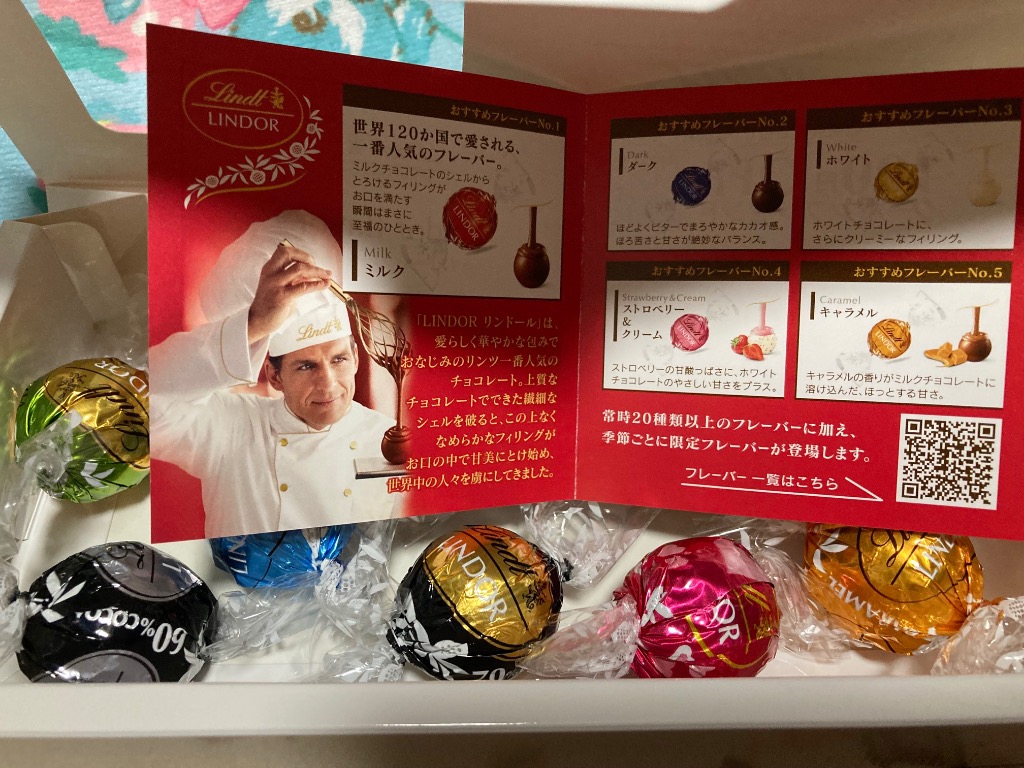 Lindt
LINDOR
おすすめフレーバーNo.1
世界120か国で愛される、
一番人気のフレーバー。
ミルクチョコレートのシェルから
とろけるフィリングが
お口を満たす
瞬間はまさに
至福のひととき。
Lindt
LINDOR
Milk
ミルク
Lindt
「LINDOR リンドール」は、
愛らしく華やかな包みで
おなじみのリンツ一番人気の
チョコレート。上質な
チョコレートでできた繊細な
シェルを破ると、この上なく
なめらかなフィリングが
お口の中で甘美にとけ始め、
世界中の人々を虜にしてきました。
おすすめフレーバーNo.2
Dark
ダーク
ほどよくビターでまろやかなカカオ感。
ほろ苦さと甘さが絶妙なバランス。
おすすめフレーバーNo.3
White
ホワイト
ホワイトチョコレートに、
さらにクリーミーなフィリング。
おすすめフレーバーNo.4
Strawberry&Cream
ストロベリー
&
クリーム
ストロベリーの甘酸っぱさに、ホワイト
チョコレートのやさしい甘さをプラス。
おすすめフレーバーNo.5
Caramel
キャラメル
キャラメルの香りがミルクチョコレートに
溶け込んだ、ほっとする甘さ。
常時20種類以上のフレーバーに加え、
季節ごとに限定フレーバーが登場します。
フレーバー 一覧はこちら
Lindt
LINDOR
60%COCO
Lindt
LINDOR
70
DOR